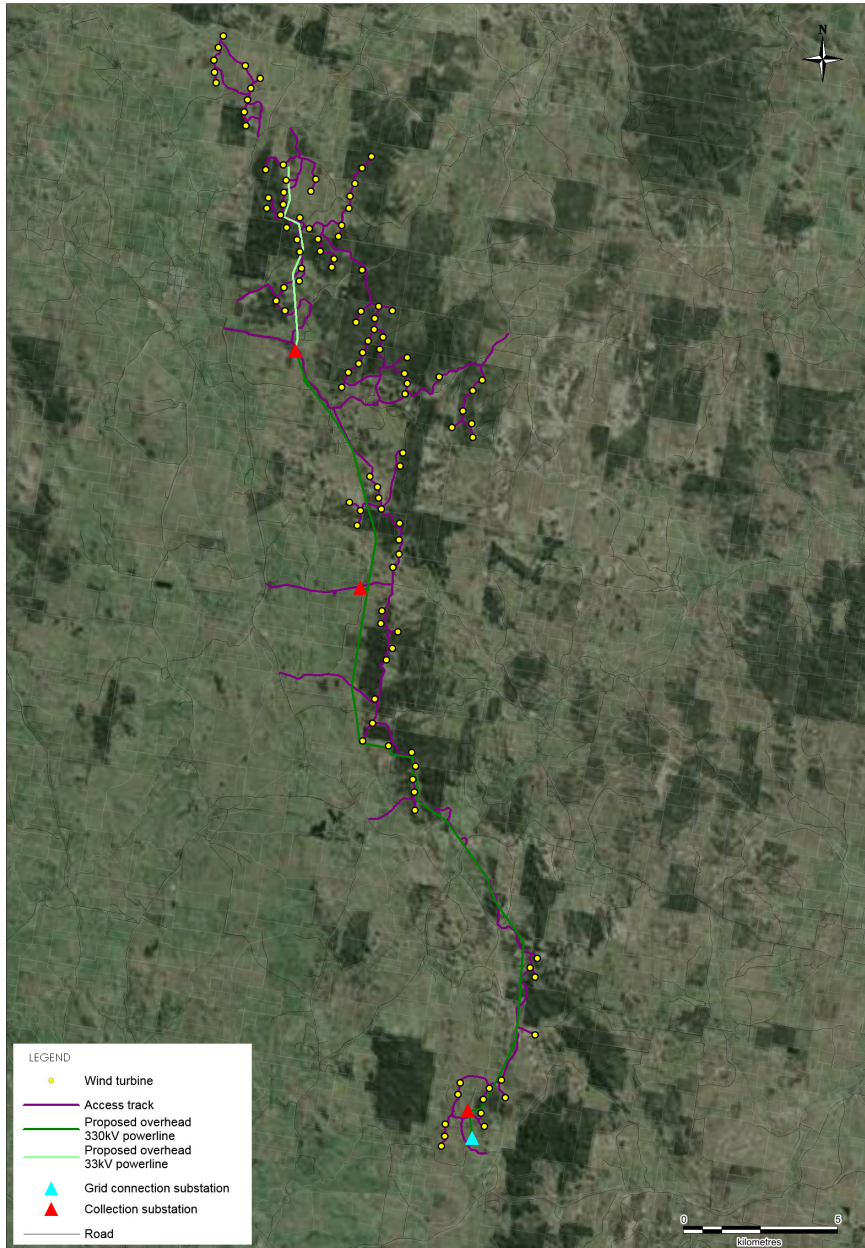 N
LEGEND
Wind turbine
Access track
Proposed overhead
330kV powerline
Proposed overhead
33kV powerline
Grid connection substation
Collection substation
Road
0 5
kilometres